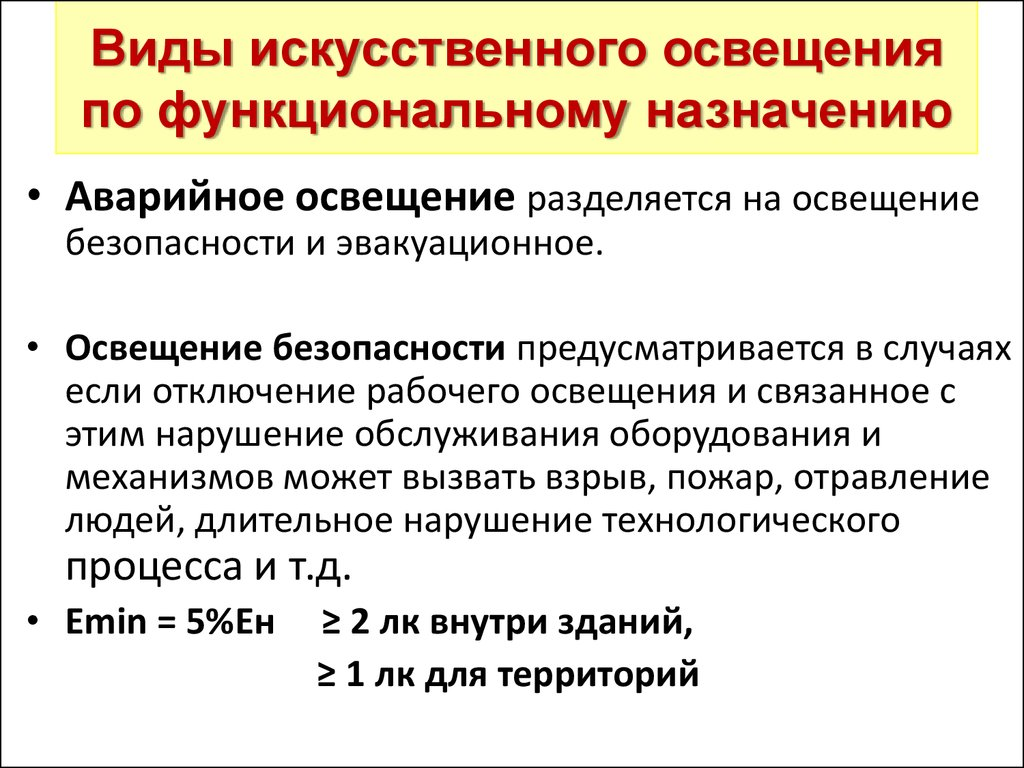 Виды искусственного освещения
по функциональному назначению
• Аварийное освещение разделяется на освещение
безопасности и эвакуационное.
• Освещение безопасности предусматривается в случаях
если отключение рабочего освещения и связанное с
этим нарушение обслуживания оборудования и
механизмов может вызвать взрыв, пожар, отравление
людей, длительное нарушение технологического
процесса и т.д.
• Emin = 5%Ен ≥ 2 лк внутри зданий,
≥ 1 лк для территорий